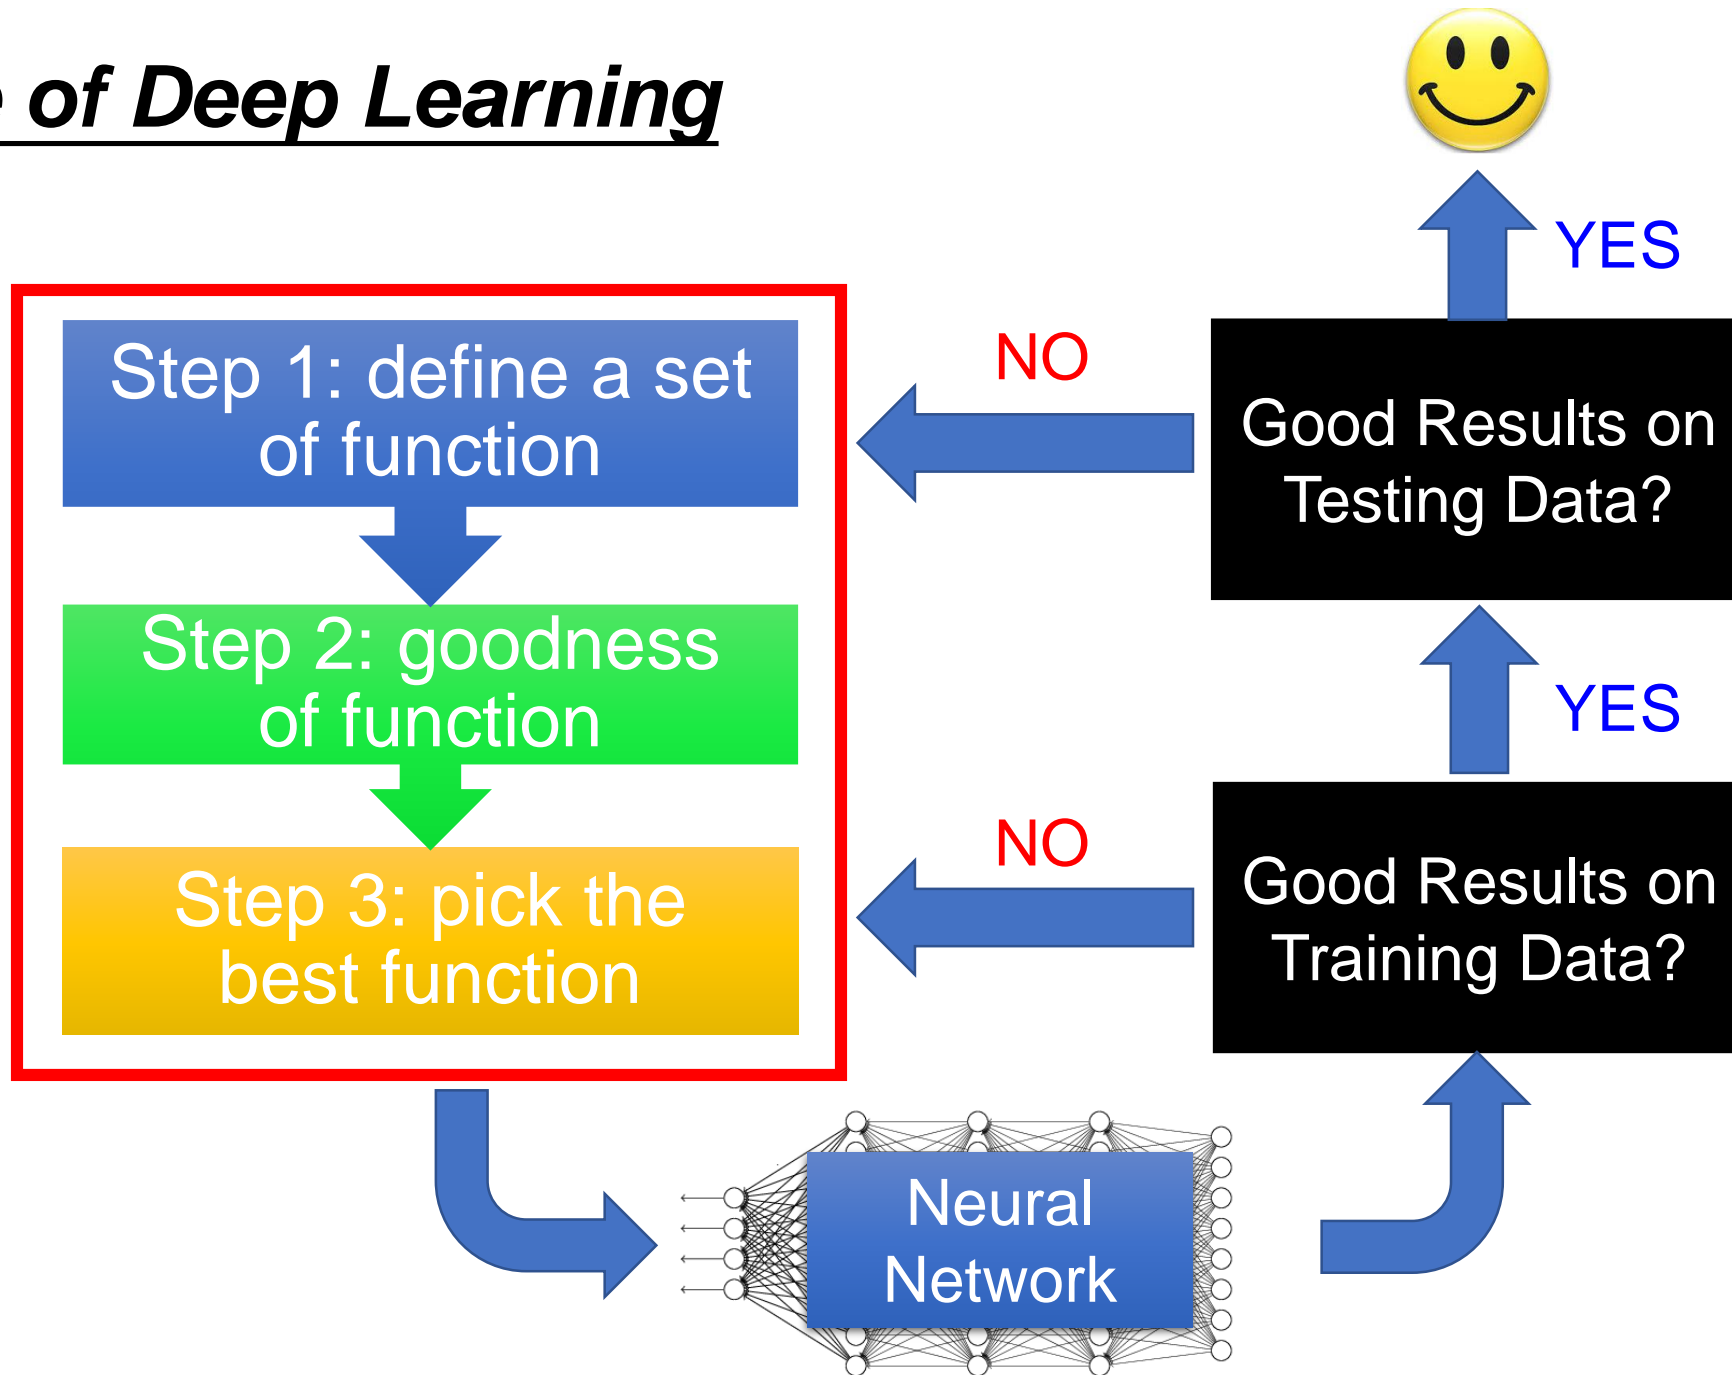 of Deep Learning
YES
Step 1: define a set
of function
NO
Good Results on
Testing Data?
Step 2: goodness
of function
YES
Step 3: pick the
best function
NO
Good Results on
Training Data?
Neural
Network